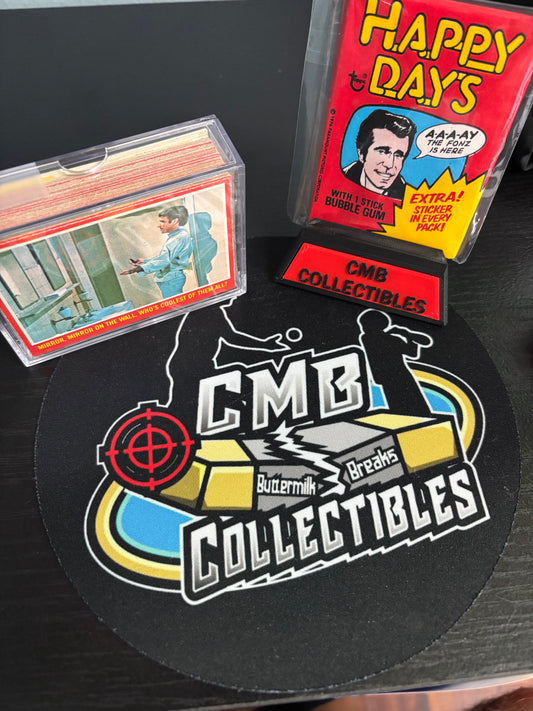 HAPPY
DAYS
topps
A-A-A-AY
THE FONZ
IS HERE
WITH 1 STICK
BUBBLE GUM
EXTRA!
STICKER
IN EVERY
PACK!
MIRROR, MIRROR ON THE WALL, WHO'S COOLEST OF THEM ALL?
CMB
COLLECTIBLES
CMB
Buttermilk Breaks
COLLECTIBLES